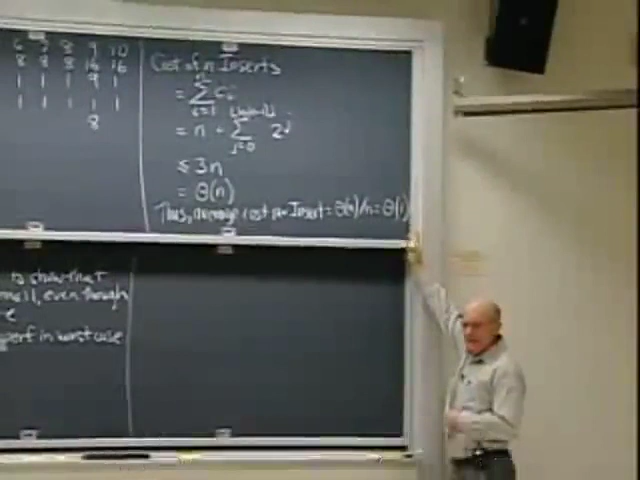 6 7 8 9 10
8 8 8 16 16
1 1 1 9 1
1 1 1 1 1
8
Cost of n Inserts
= n Σ i=1 ci
= n + Σ j=0 2^j
≤ 3n
= Θ(n)
Thus, average cost per Insert = Θ(n)/n = Θ(1)
to show that
small, even though
e
perf in worst case